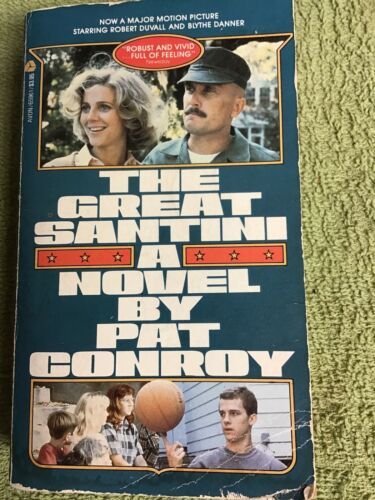 NOW A MAJOR MOTION PICTURE
STARRING ROBERT DUVALL AND BLYTHE DANNER
"ROBUST AND VIVID
...FULL OF FEELING"
Newsday
THE
GREAT
SANTINI
A
NOVEL
BY
PAT
CONROY